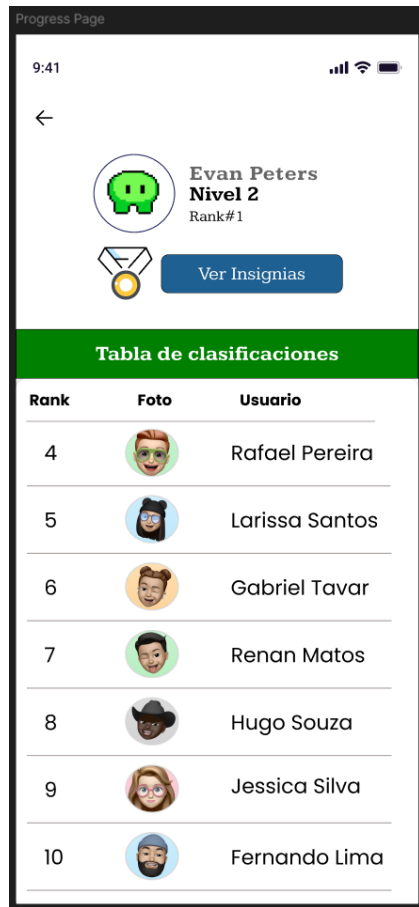 Progress Page
9:41
Evan Peters
Nivel 2
Rank#1
Ver Insignias
Tabla de clasificaciones
Rank Foto Usuario
4 Rafael Pereira
5 Larissa Santos
6 Gabriel Tavar
7 Renan Matos
8 Hugo Souza
9 Jessica Silva
10 Fernando Lima